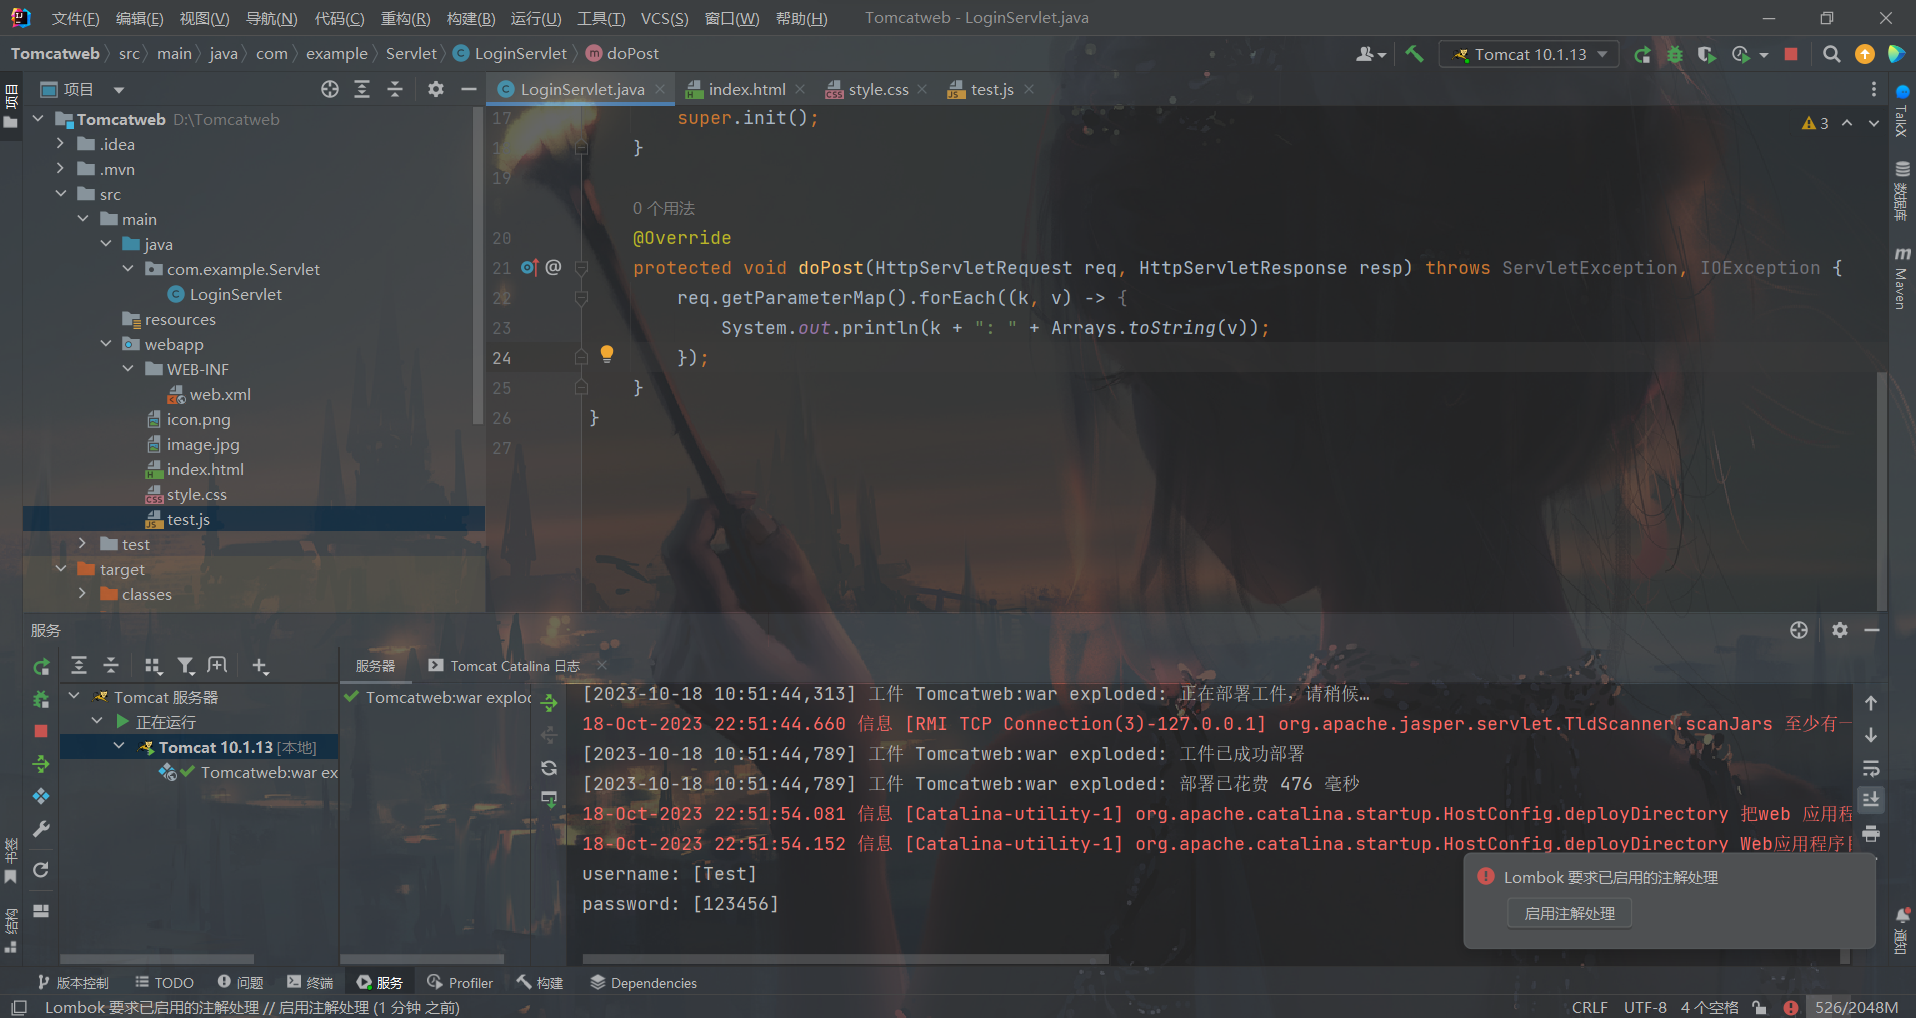 文件(F) 编辑(E) 视图(V) 导航(N) 代码(C) 重构(R) 构建(B) 运行(U) 工具(T) VCS(S) 窗口(W) 帮助(H) Tomcatweb - LoginServlet.java
Tomcatweb src main java com example Servlet LoginServlet doPost Tomcat 10.1.13
项目
LoginServlet.java index.html style.css test.js
Tomcatweb D:\Tomcatweb
.idea
.mvn
src
main
java
com.example.Servlet
LoginServlet
resources
webapp
WEB-INF
web.xml
icon.png
image.jpg
index.html
style.css
test.js
test
target
classes
17 super.init();
}
19
0 个用法
20 @Override
21 protected void doPost(HttpServletRequest req, HttpServletResponse resp) throws ServletException, IOException {
22 req.getParameterMap().forEach((k, v) -> {
23 System.out.println(k + ": " + Arrays.toString(v));
24 });
25 }
26 }
27
3
项目
书签
结构
TalkX
数据库
Maven
通知
服务
服务器 Tomcat Catalina 日志
Tomcat 服务器
正在运行
Tomcat 10.1.13 [本地]
Tomcatweb:war ex
Tomcatweb:war explo
[2023-10-18 10:51:44,313] 工件 Tomcatweb:war exploded: 正在部署工件，请稍候…
18-Oct-2023 22:51:44.660 信息 [RMI TCP Connection(3)-127.0.0.1] org.apache.jasper.servlet.TldScanner.scanJars 至少有一
[2023-10-18 10:51:44,789] 工件 Tomcatweb:war exploded: 工件已成功部署
[2023-10-18 10:51:44,789] 工件 Tomcatweb:war exploded: 部署已花费 476 毫秒
18-Oct-2023 22:51:54.081 信息 [Catalina-utility-1] org.apache.catalina.startup.HostConfig.deployDirectory 把web 应用程
18-Oct-2023 22:51:54.152 信息 [Catalina-utility-1] org.apache.catalina.startup.HostConfig.deployDirectory Web应用程序
username: [Test]
password: [123456]
Lombok 要求已启用的注解处理
启用注解处理
版本控制 TODO 问题 终端 服务 Profiler 构建 Dependencies
Lombok 要求已启用的注解处理 // 启用注解处理 (1 分钟 之前) CRLF UTF-8 4 个空格 526/2048M